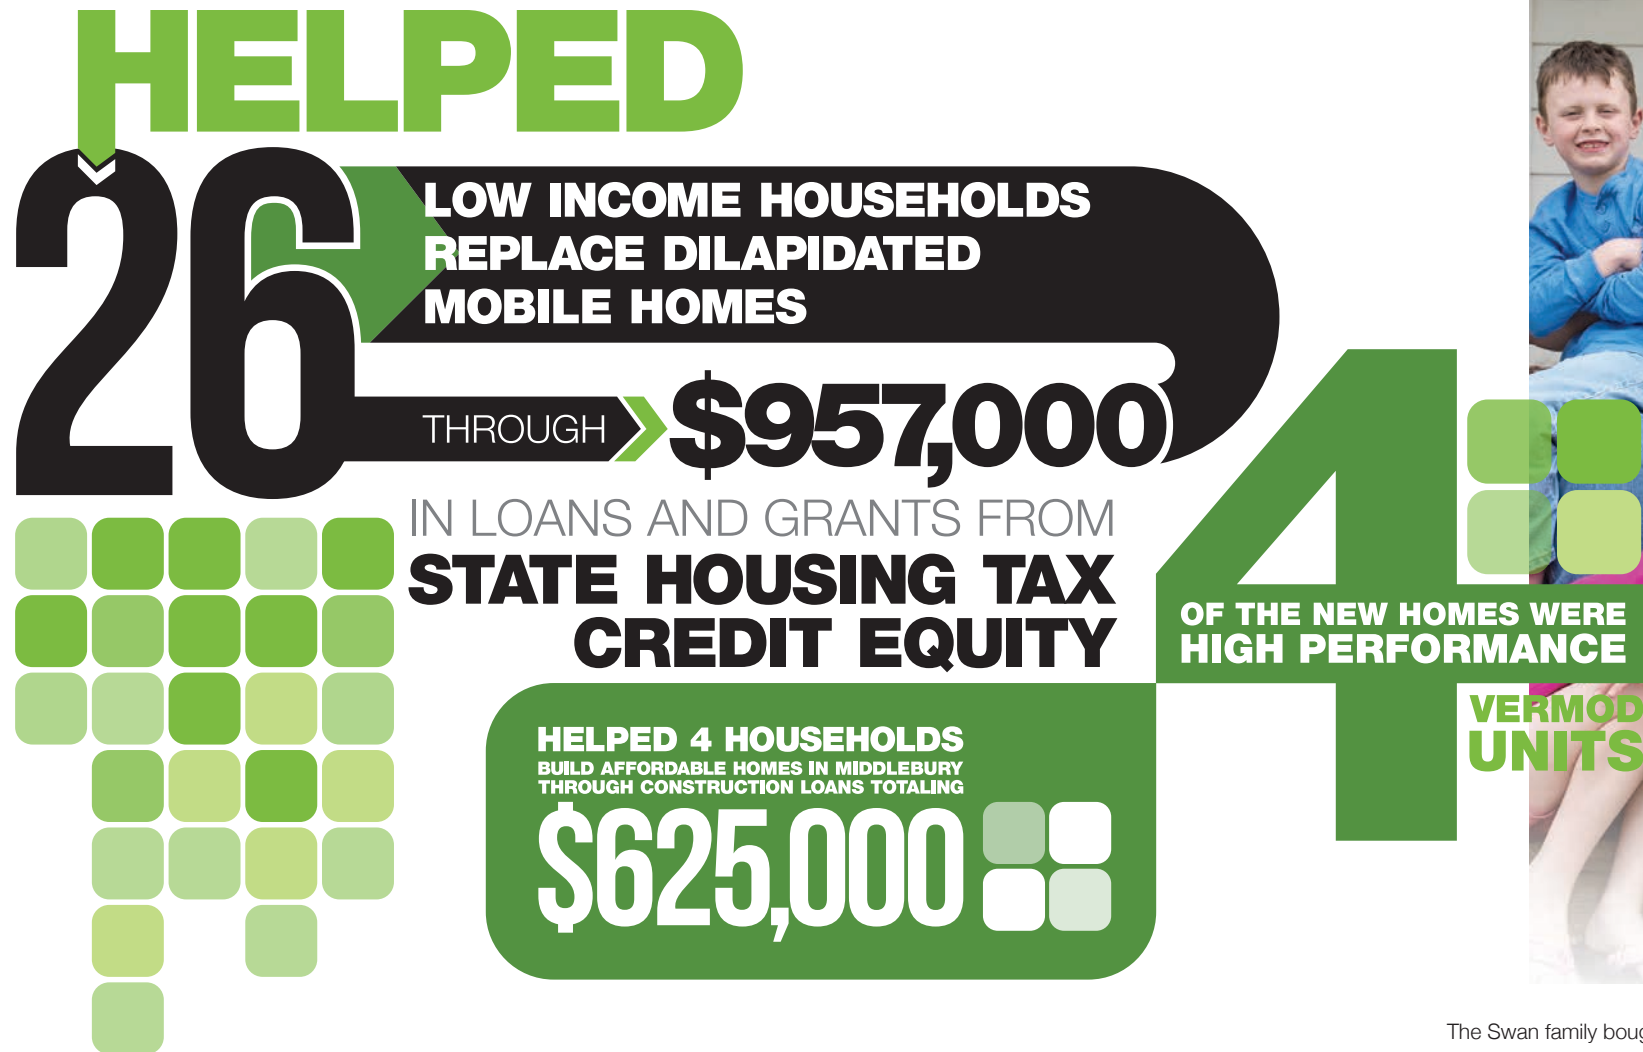 HELPED
26
LOW INCOME HOUSEHOLDS
REPLACE DILAPIDATED
MOBILE HOMES
THROUGH $957,000
IN LOANS AND GRANTS FROM
STATE HOUSING TAX
CREDIT EQUITY
4
OF THE NEW HOMES WERE
HIGH PERFORMANCE
VERMOD
UNITS
HELPED 4 HOUSEHOLDS
BUILD AFFORDABLE HOMES IN MIDDLEBURY
THROUGH CONSTRUCTION LOANS TOTALING
$625,000
The Swan family boug